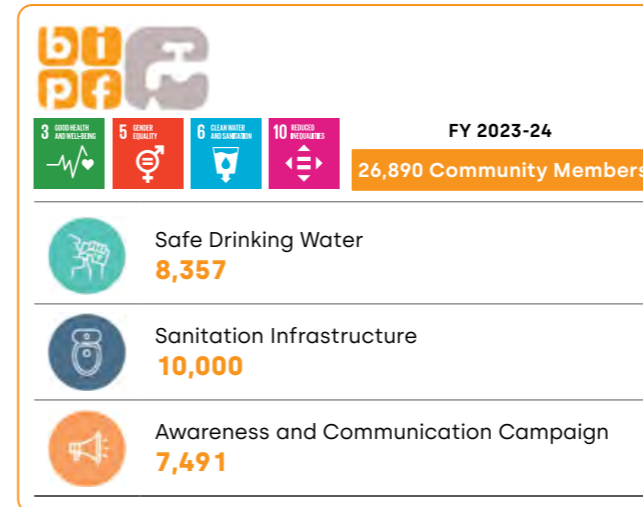 bi
pf
3 GOOD HEALTH AND WELL-BEING
5 GENDER EQUALITY
6 CLEAN WATER AND SANITATION
10 REDUCED INEQUALITIES
FY 2023-24
26,890 Community Members
Safe Drinking Water
8,357
Sanitation Infrastructure
10,000
Awareness and Communication Campaign
7,491